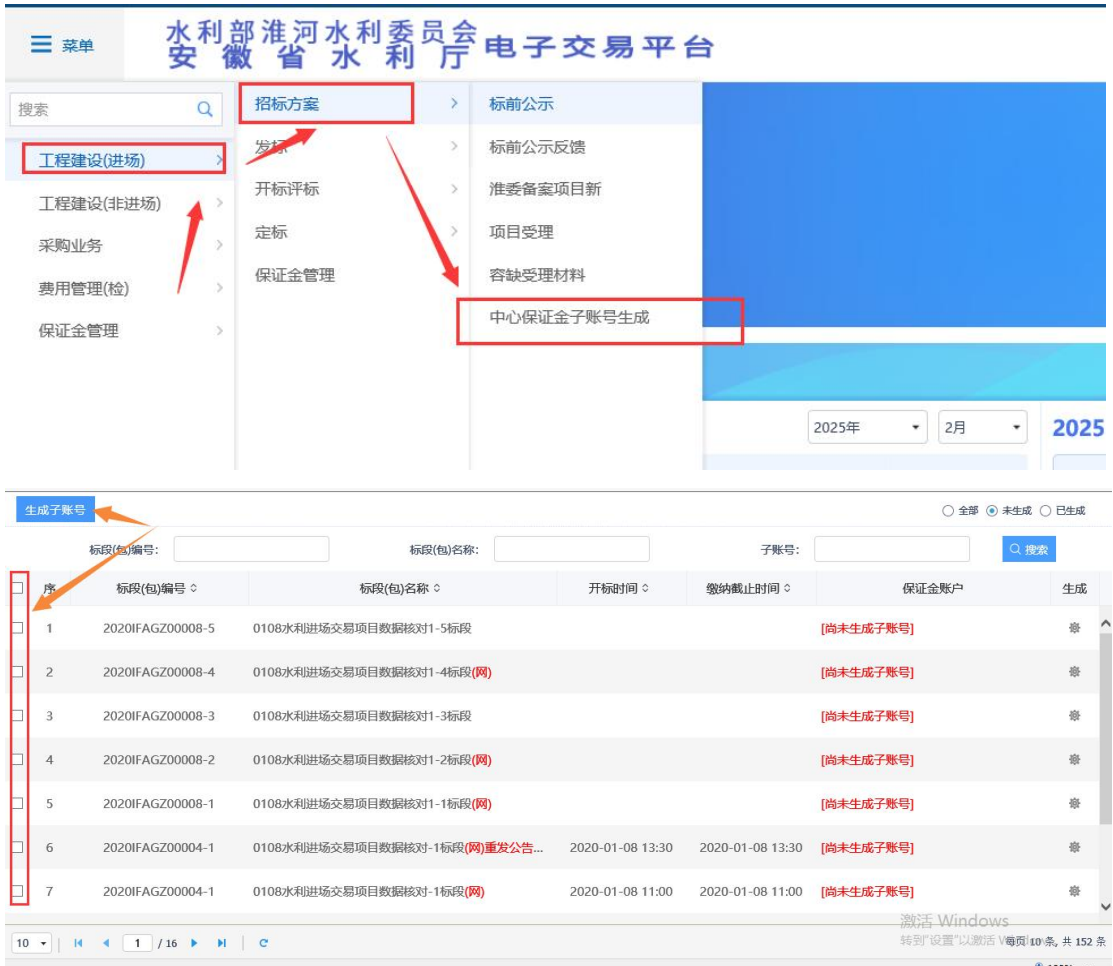 菜单
水利部淮河水利委员会
安徽省水利厅
电子交易平台
搜索
工程建设(进场)
工程建设(非进场)
采购业务
费用管理(检)
保证金管理
招标方案
发标
开标评标
定标
保证金管理
标前公示
标前公示反馈
淮委备案项目新
项目受理
容缺受理材料
中心保证金子账号生成
2025年 2月 2025
生成子账号 全部 未生成 已生成
标段(包)编号: 标段(包)名称: 子账号: 搜索
序 标段(包)编号 标段(包)名称 开标时间 缴纳截止时间 保证金账户 生成
1 2020IFAGZ00008-5 0108水利进场交易项目数据核对1-5标段 [尚未生成子账号]
2 2020IFAGZ00008-4 0108水利进场交易项目数据核对1-4标段(网) [尚未生成子账号]
3 2020IFAGZ00008-3 0108水利进场交易项目数据核对1-3标段 [尚未生成子账号]
4 2020IFAGZ00008-2 0108水利进场交易项目数据核对1-2标段(网) [尚未生成子账号]
5 2020IFAGZ00008-1 0108水利进场交易项目数据核对1-1标段(网) [尚未生成子账号]
6 2020IFAGZ00004-1 0108水利进场交易项目数据核对-1标段(网)重发公告... 2020-01-08 13:30 2020-01-08 13:30 [尚未生成子账号]
7 2020IFAGZ00004-1 0108水利进场交易项目数据核对-1标段(网) 2020-01-08 11:00 2020-01-08 11:00 [尚未生成子账号]
激活 Windows
转到"设置"以激活
10 1 / 16 每页 10 条, 共 152 条